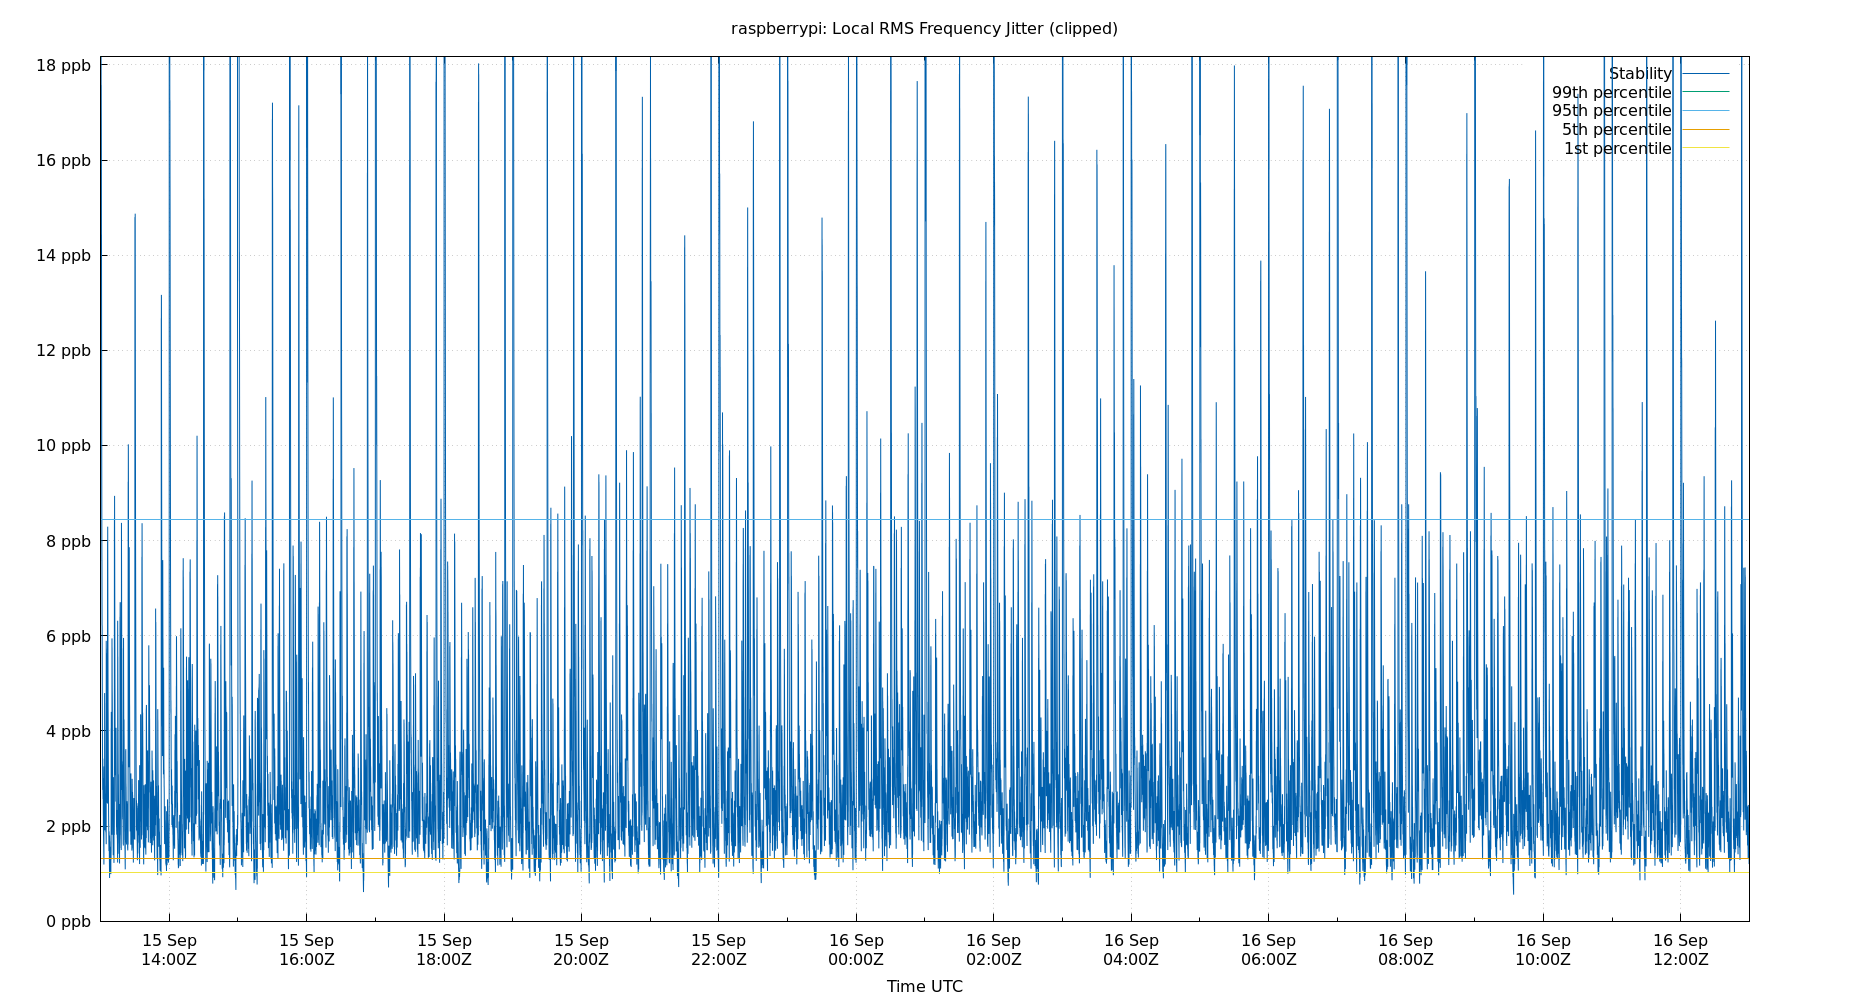 raspberrypi: Local RMS Frequency Jitter (clipped)
18 ppb
16 ppb
14 ppb
12 ppb
10 ppb
8 ppb
6 ppb
4 ppb
2 ppb
0 ppb
Stability
99th percentile
95th percentile
5th percentile
1st percentile
15 Sep 15 Sep 15 Sep 15 Sep 15 Sep 16 Sep 16 Sep 16 Sep 16 Sep 16 Sep 16 Sep 16 Sep
14:00Z 16:00Z 18:00Z 20:00Z 22:00Z 00:00Z 02:00Z 04:00Z 06:00Z 08:00Z 10:00Z 12:00Z
Time UTC